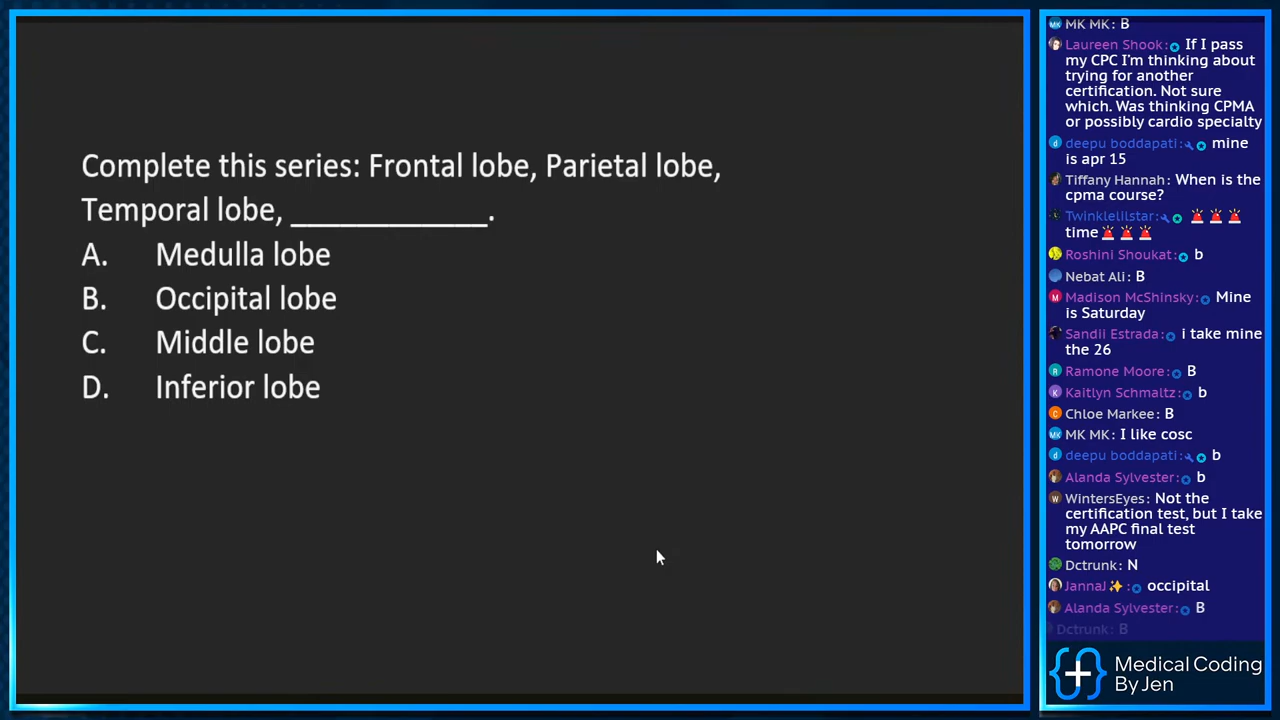 Complete this series: Frontal lobe, Parietal lobe,
Temporal lobe, ____________.
A. Medulla lobe
B. Occipital lobe
C. Middle lobe
D. Inferior lobe
MK MK: B
Laureen Shook: If I pass
my CPC I'm thinking about
trying for another
certification. Not sure
which. Was thinking CPMA
or possibly cardio specialty
deepu boddapati: mine
is apr 15
Tiffany Hannah: When is the
cpma course?
Twinklelilstar: 🚨🚨🚨
time🚨🚨🚨
Roshini Shoukat: b
Nebat Ali: B
Madison McShinsky: Mine
is Saturday
Sandii Estrada: i take mine
the 26
Ramone Moore: B
Kaitlyn Schmaltz: b
Chloe Markee: B
MK MK: I like cosc
deepu boddapati: b
Alanda Sylvester: b
WintersEyes: Not the
certification test, but I take
my AAPC final test
tomorrow
Dctrunk: N
JannaJ✨: occipital
Alanda Sylvester: B
Dctrunk: B
Medical Coding
By Jen